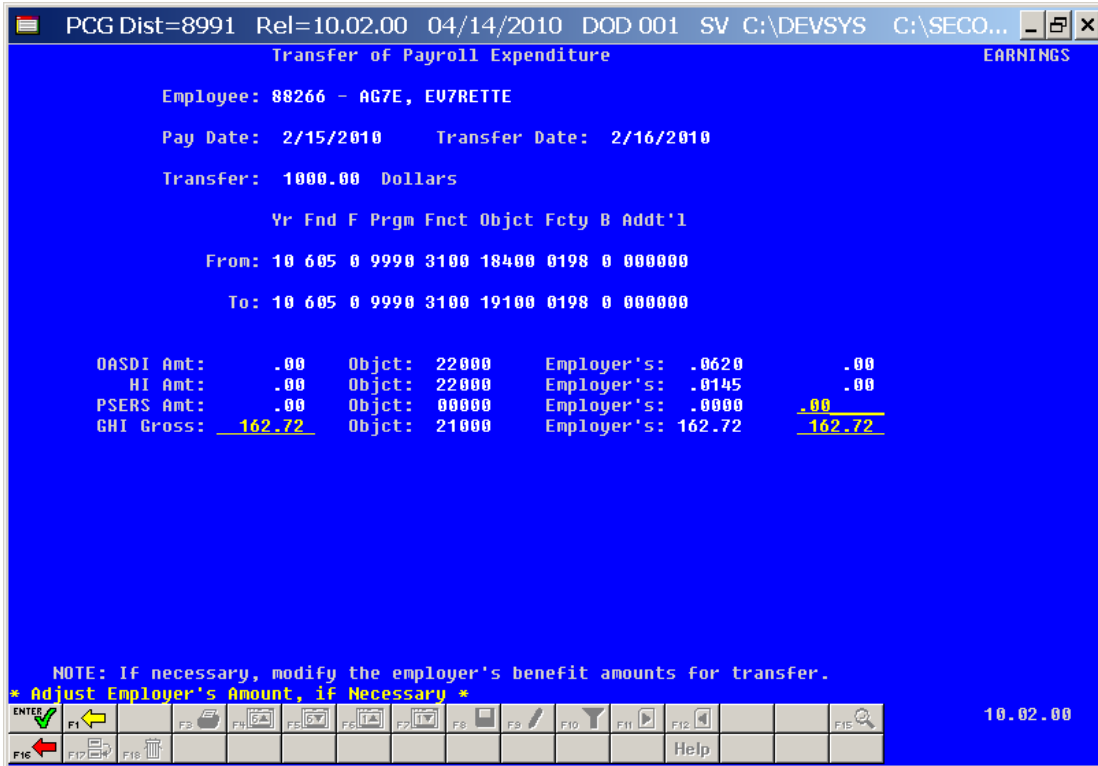 PCG Dist=8991 Rel=10.02.00 04/14/2010 DOD 001 SV C:\DEVSYS C:\SECO...
Transfer of Payroll Expenditure EARNINGS
Employee: 88266 - AG7E, EV7RETTE
Pay Date: 2/15/2010 Transfer Date: 2/16/2010
Transfer: 1000.00 Dollars
Yr Fnd F Prgm Fnct Objct Fcty B Addt'l
From: 10 605 0 9990 3100 18400 0198 0 000000
To: 10 605 0 9990 3100 19100 0198 0 000000
OASDI Amt: .00 Objct: 22000 Employer's: .0620 .00
HI Amt: .00 Objct: 22000 Employer's: .0145 .00
PSERS Amt: .00 Objct: 00000 Employer's: .0000 .00
GHI Gross: 162.72 Objct: 21000 Employer's: 162.72 162.72
NOTE: If necessary, modify the employer's benefit amounts for transfer.
* Adjust Employer's Amount, if Necessary *
ENTER F1 F3 F4 F5 F6 F7 F8 F9 F10 F11 F12 F15 10.02.00
F16 F17 F18 Help